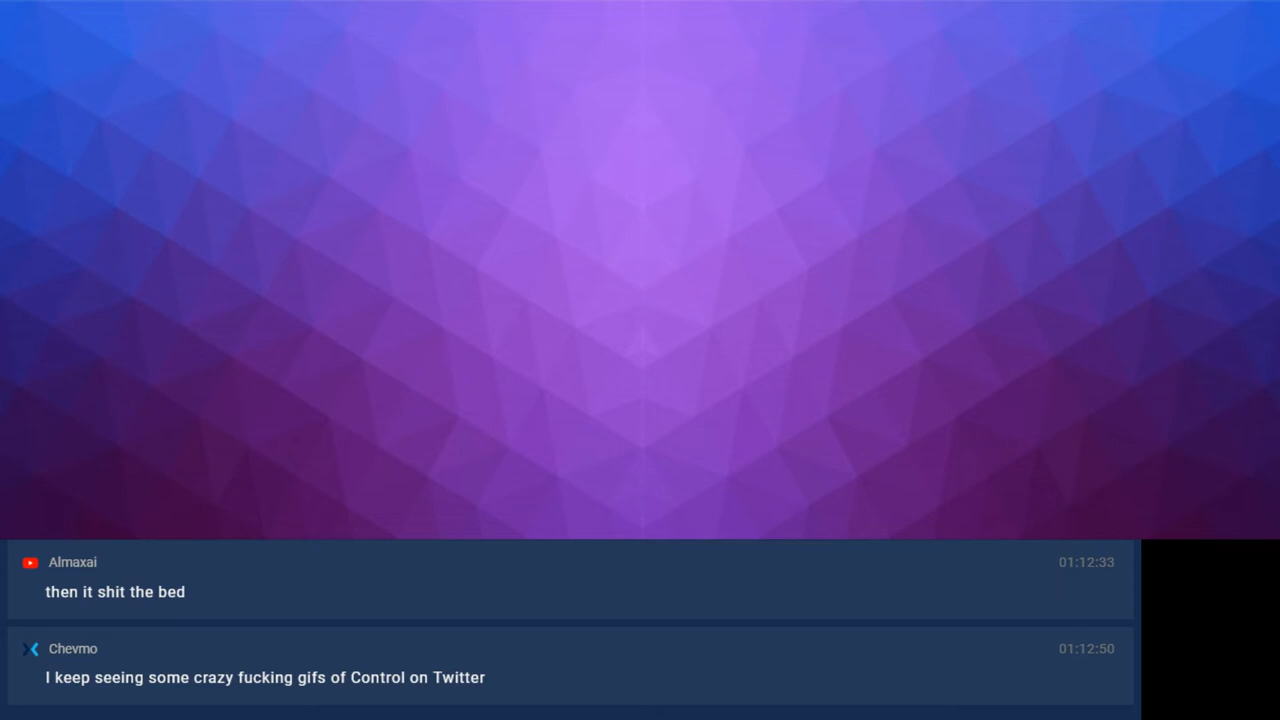 Almaxai 01:12:33
then it shit the bed
Chevmo 01:12:50
I keep seeing some crazy fucking gifs of Control on Twitter